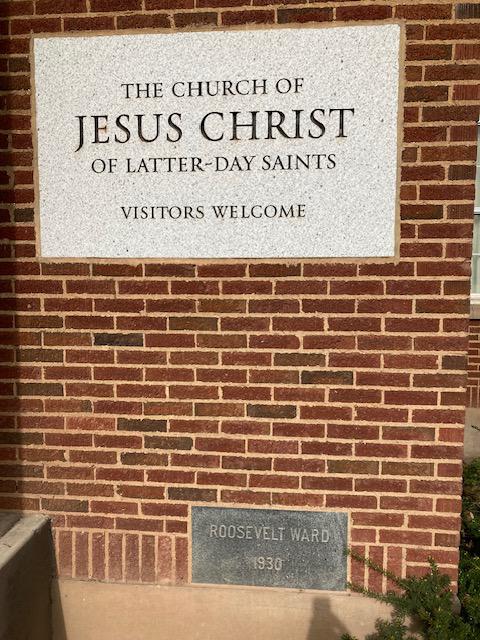 THE CHURCH OF
JESUS CHRIST
OF LATTER-DAY SAINTS
VISITORS WELCOME
ROOSEVELT WARD
1930